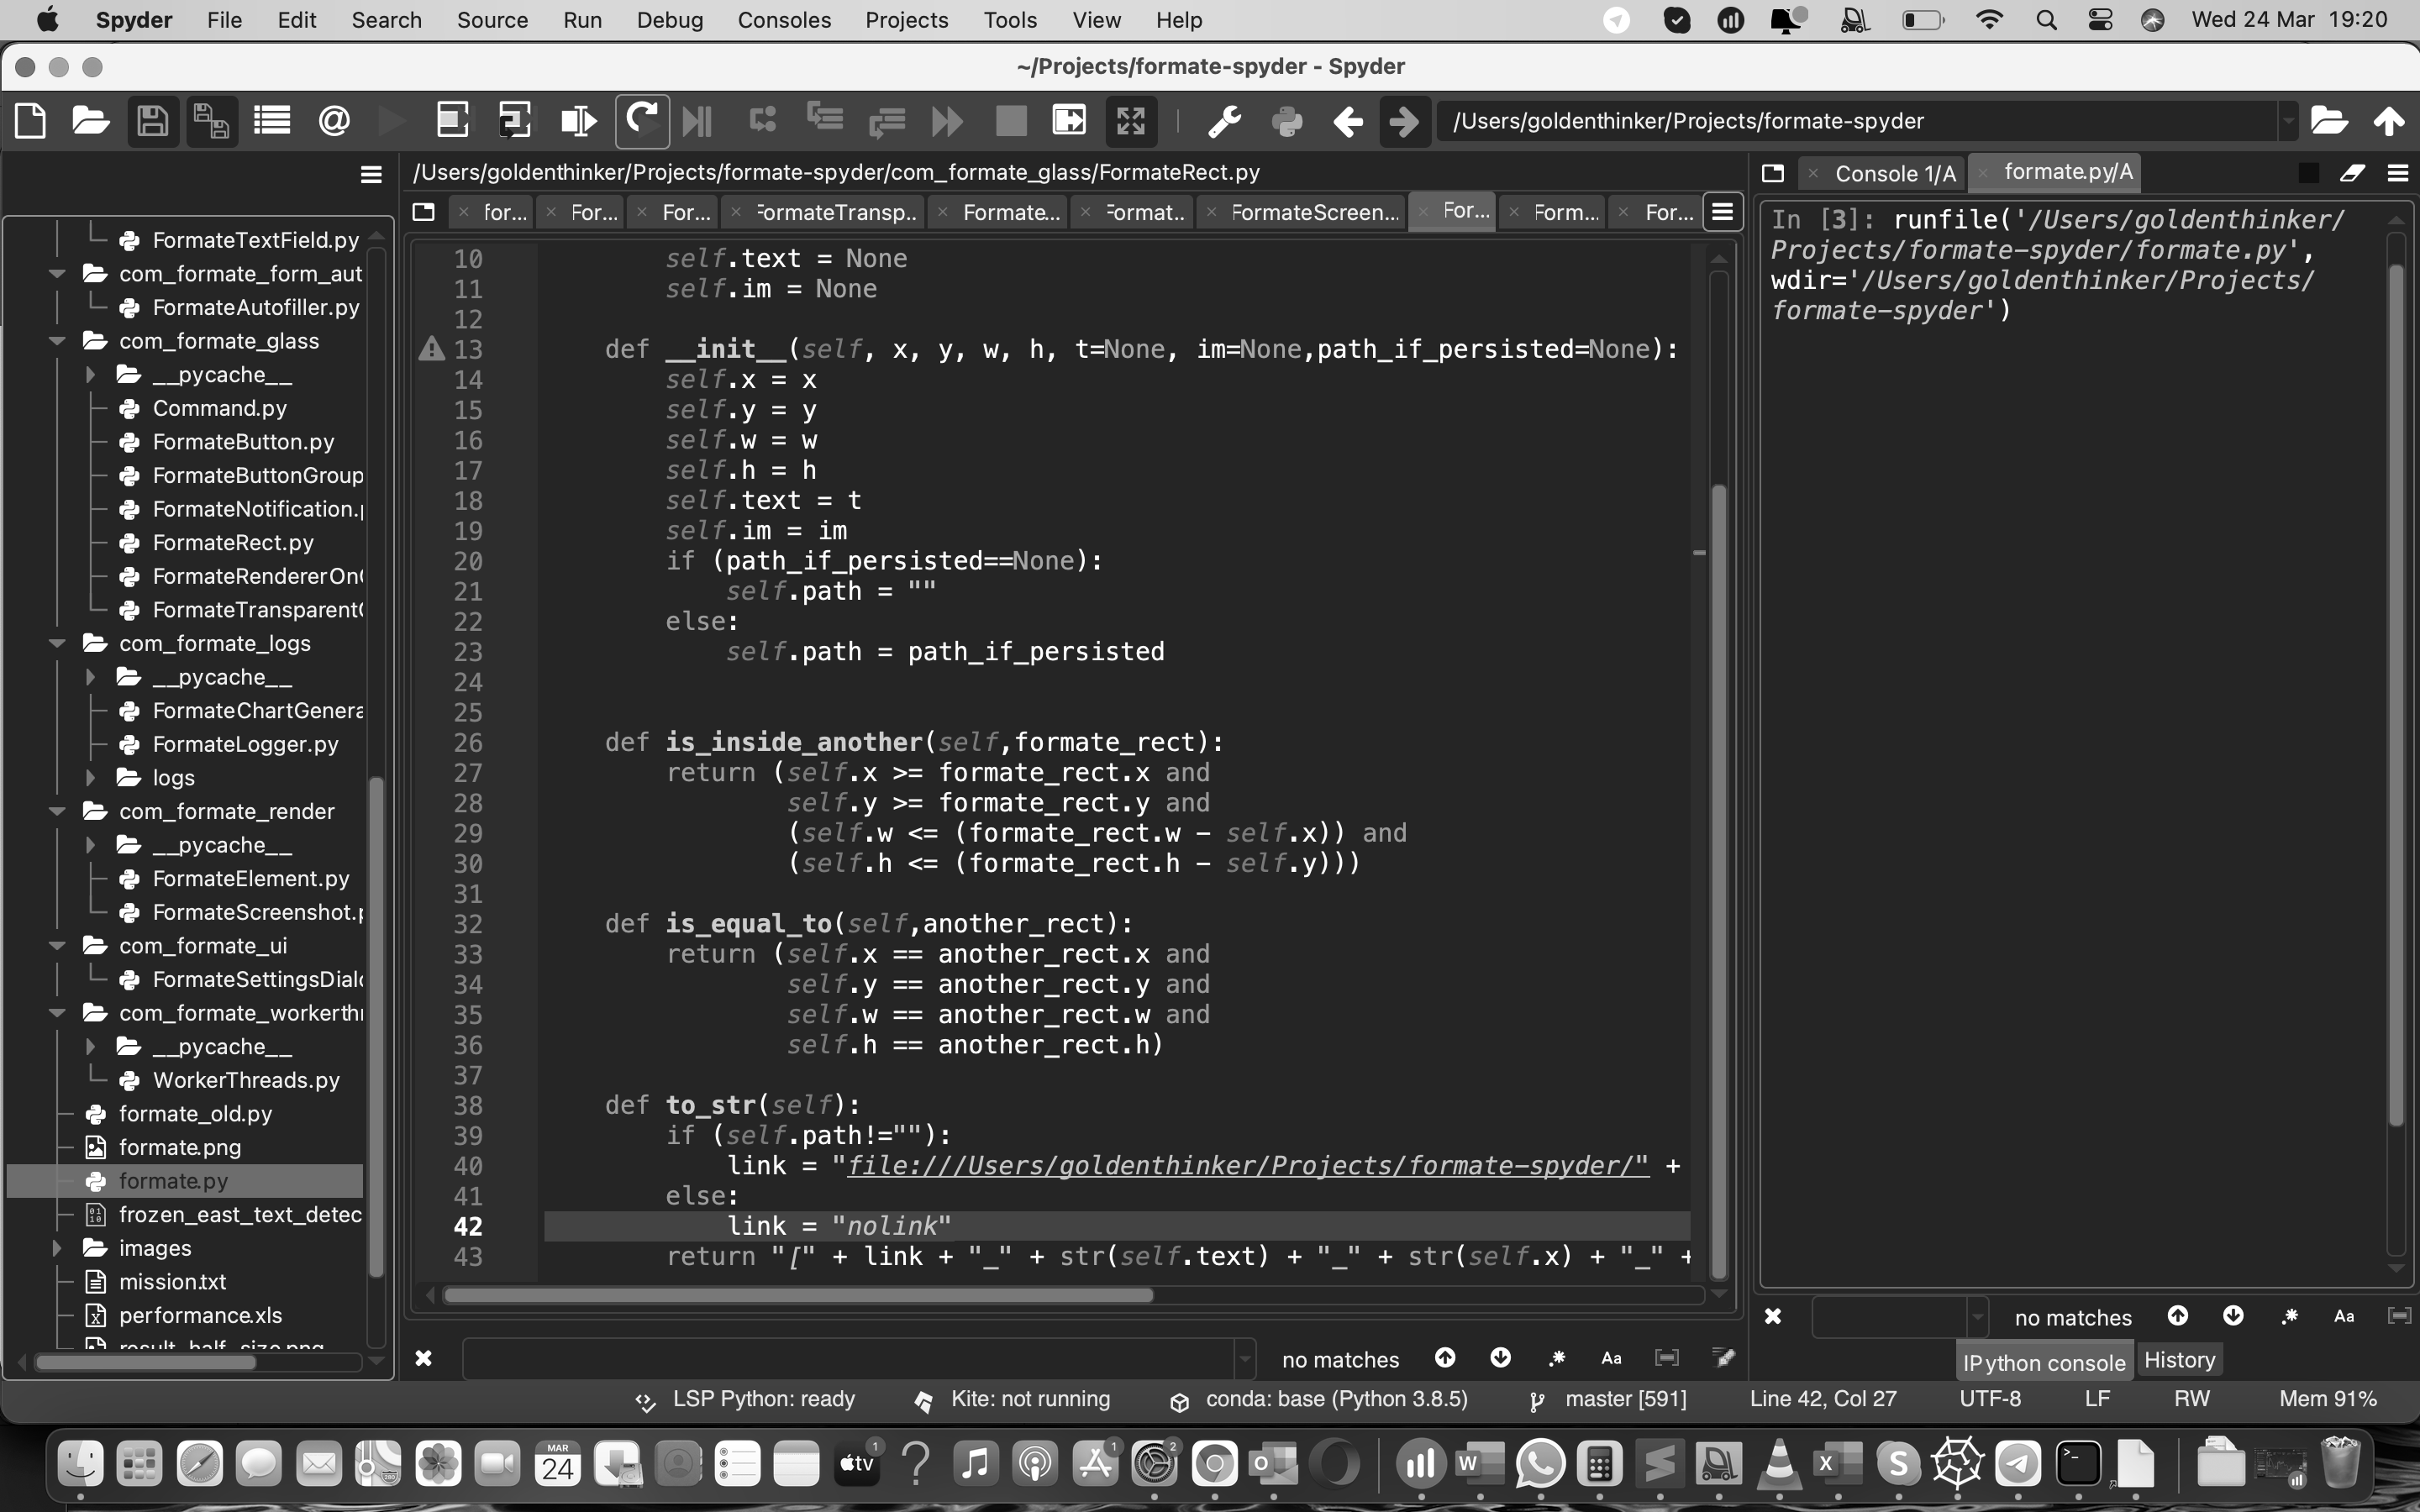 Spyder File Edit Search Source Run Debug Consoles Projects Tools View Help Wed 24 Mar 19:20
~/Projects/formate-spyder - Spyder
/Users/goldenthinker/Projects/formate-spyder
/Users/goldenthinker/Projects/formate-spyder/com_formate_glass/FormateRect.py
for... For... For... FormateTransp... Formate... Format... FormateScreen... For... Form... For...
FormateTextField.py
com_formate_form_aut
FormateAutofiller.py
com_formate_glass
__pycache__
Command.py
FormateButton.py
FormateButtonGroup
FormateNotification.
FormateRect.py
FormateRendererOn
FormateTransparent
com_formate_logs
__pycache__
FormateChartGenera
FormateLogger.py
logs
com_formate_render
__pycache__
FormateElement.py
FormateScreenshot.
com_formate_ui
FormateSettingsDial
com_formate_workerth
__pycache__
WorkerThreads.py
formate_old.py
formate.png
formate.py
frozen_east_text_detec
images
mission.txt
performance.xls
result_half_size.png
10 self.text = None
11 self.im = None
12
13 def __init__(self, x, y, w, h, t=None, im=None,path_if_persisted=None):
14 self.x = x
15 self.y = y
16 self.w = w
17 self.h = h
18 self.text = t
19 self.im = im
20 if (path_if_persisted==None):
21 self.path = ""
22 else:
23 self.path = path_if_persisted
24
25
26 def is_inside_another(self,formate_rect):
27 return (self.x >= formate_rect.x and
28 self.y >= formate_rect.y and
29 (self.w <= (formate_rect.w - self.x)) and
30 (self.h <= (formate_rect.h - self.y)))
31
32 def is_equal_to(self,another_rect):
33 return (self.x == another_rect.x and
34 self.y == another_rect.y and
35 self.w == another_rect.w and
36 self.h == another_rect.h)
37
38 def to_str(self):
39 if (self.path!=""):
40 link = "file:///Users/goldenthinker/Projects/formate-spyder/" +
41 else:
42 link = "nolink"
43 return "[" + link + "_" + str(self.text) + "_" + str(self.x) + "_" +
no matches Aa
Console 1/A formate.py/A
In [3]: runfile('/Users/goldenthinker/
Projects/formate-spyder/formate.py',
wdir='/Users/goldenthinker/Projects/
formate-spyder')
no matches Aa
IPython console History
LSP Python: ready Kite: not running conda: base (Python 3.8.5) master [591] Line 42, Col 27 UTF-8 LF RW Mem 91%
MAR
24
tv
1
1
2